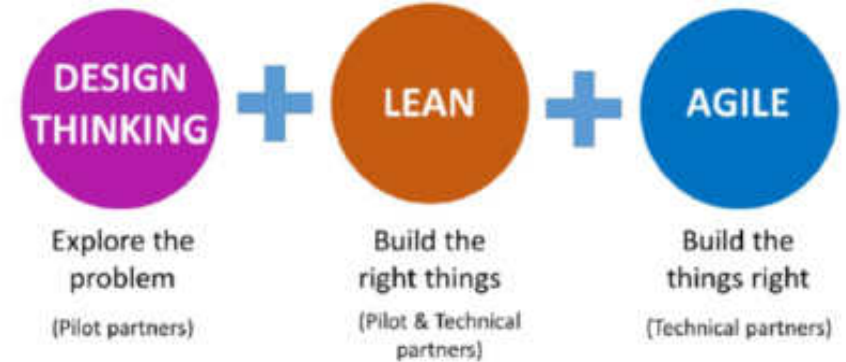 DESIGN
THINKING
LEAN
AGILE
Explore the
problem
(Pilot partners)
Build the
right things
(Pilot & Technical
partners)
Build the
things right
(Technical partners)